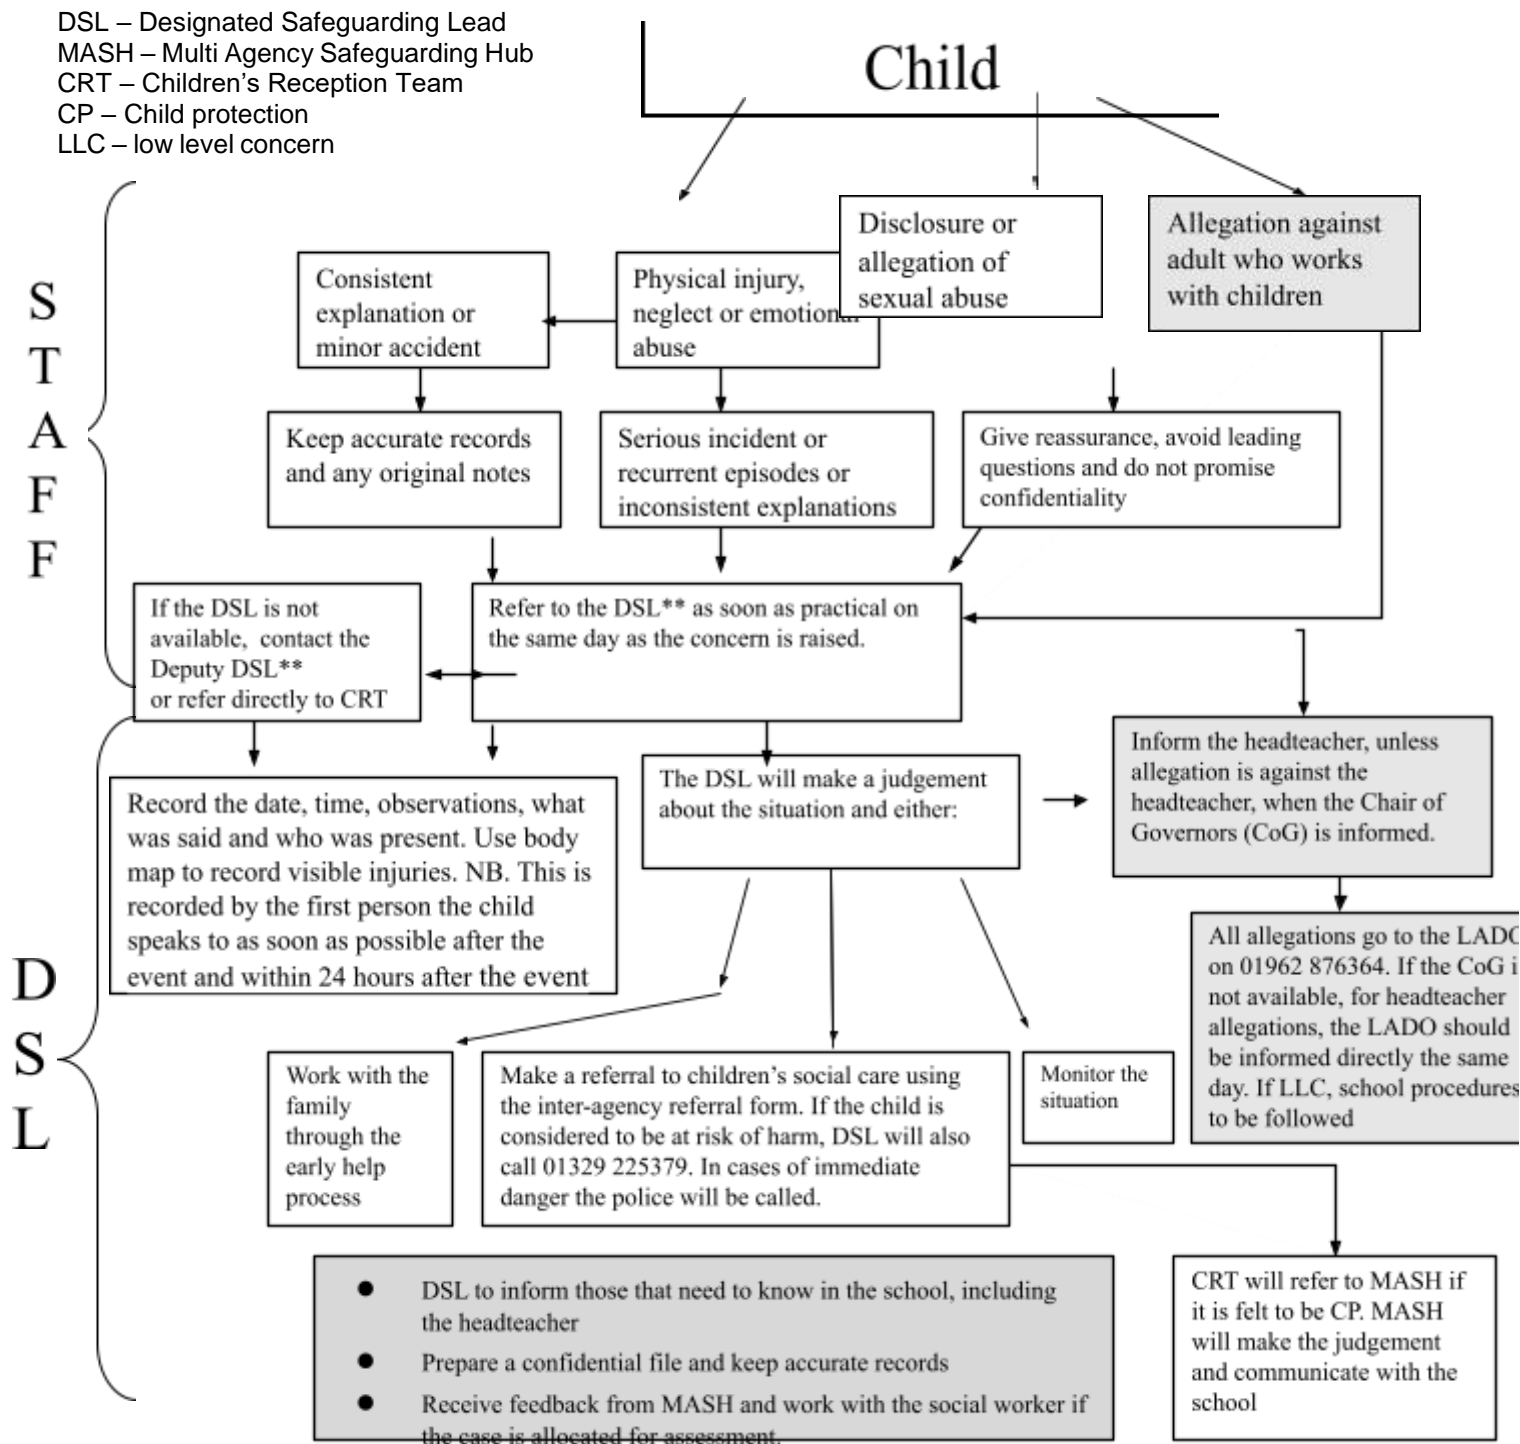 DSL – Designated Safeguarding Lead
MASH – Multi Agency Safeguarding Hub
CRT – Children's Reception Team
CP – Child protection
LLC – low level concern
Child
STAFF
Disclosure or
allegation of
sexual abuse
Allegation against
adult who works
with children
Consistent
explanation or
minor accident
Physical injury,
neglect or emotional
abuse
Keep accurate records
and any original notes
Serious incident or
recurrent episodes or
inconsistent explanations
Give reassurance, avoid leading
questions and do not promise
confidentiality
If the DSL is not
available, contact the
Deputy DSL**
or refer directly to CRT
Refer to the DSL** as soon as practical on
the same day as the concern is raised.
DSL
Record the date, time, observations, what
was said and who was present. Use body
map to record visible injuries. NB. This is
recorded by the first person the child
speaks to as soon as possible after the
event and within 24 hours after the event
The DSL will make a judgement
about the situation and either:
Inform the headteacher, unless
allegation is against the
headteacher, when the Chair of
Governors (CoG) is informed.
All allegations go to the LADO
on 01962 876364. If the CoG i
not available, for headteacher
allegations, the LADO should
be informed directly the same
day. If LLC, school procedures
to be followed
Work with the
family
through the
early help
process
Make a referral to children's social care using
the inter-agency referral form. If the child is
considered to be at risk of harm, DSL will also
call 01329 225379. In cases of immediate
danger the police will be called.
Monitor the
situation
● DSL to inform those that need to know in the school, including
the headteacher
● Prepare a confidential file and keep accurate records
● Receive feedback from MASH and work with the social worker if
the case is allocated for assessment.
CRT will refer to MASH if
it is felt to be CP. MASH
will make the judgement
and communicate with the
school